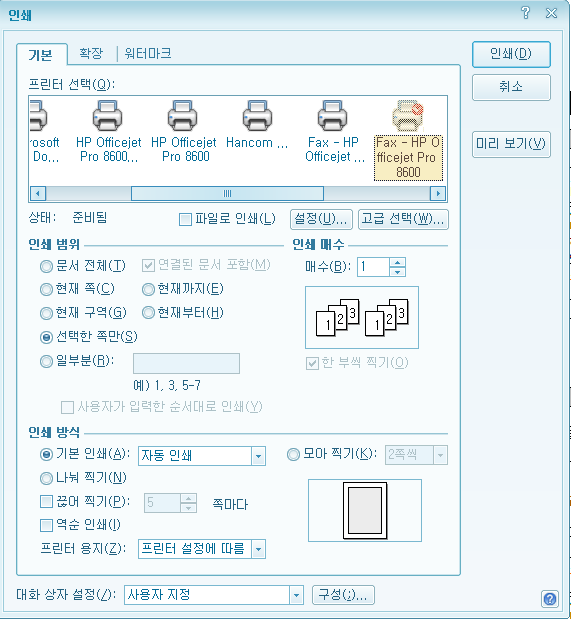 인쇄
기본 확장 워터마크
인쇄(D)
취소
미리 보기(V)
프린터 선택(Q):
rosoft Do,,,
HP Officejet Pro 8600,,,
HP Officejet Pro 8600
Hancom ,,,
Fax - HP Officejet ,,,
Fax - HP Officejet Pro 8600
상태: 준비됨
파일로 인쇄(L)
설정(U)...
고급 선택(W)...
인쇄 범위
문서 전체(T)
연결된 문서 포함(M)
현재 쪽(C)
현재까지(E)
현재 구역(G)
현재부터(H)
선택한 쪽만(S)
일부분(R):
예) 1, 3, 5-7
사용자가 입력한 순서대로 인쇄(Y)
인쇄 매수
매수(B): 1
1 2 3 1 2 3
한 부씩 찍기(O)
인쇄 방식
기본 인쇄(A): 자동 인쇄
모아 찍기(K): 2쪽씩
나눠 찍기(N)
끊어 찍기(P): 5 쪽마다
역순 인쇄(I)
프린터 용지(Z): 프린터 설정에 따름
대화 상자 설정(/): 사용자 지정
구성(;)...